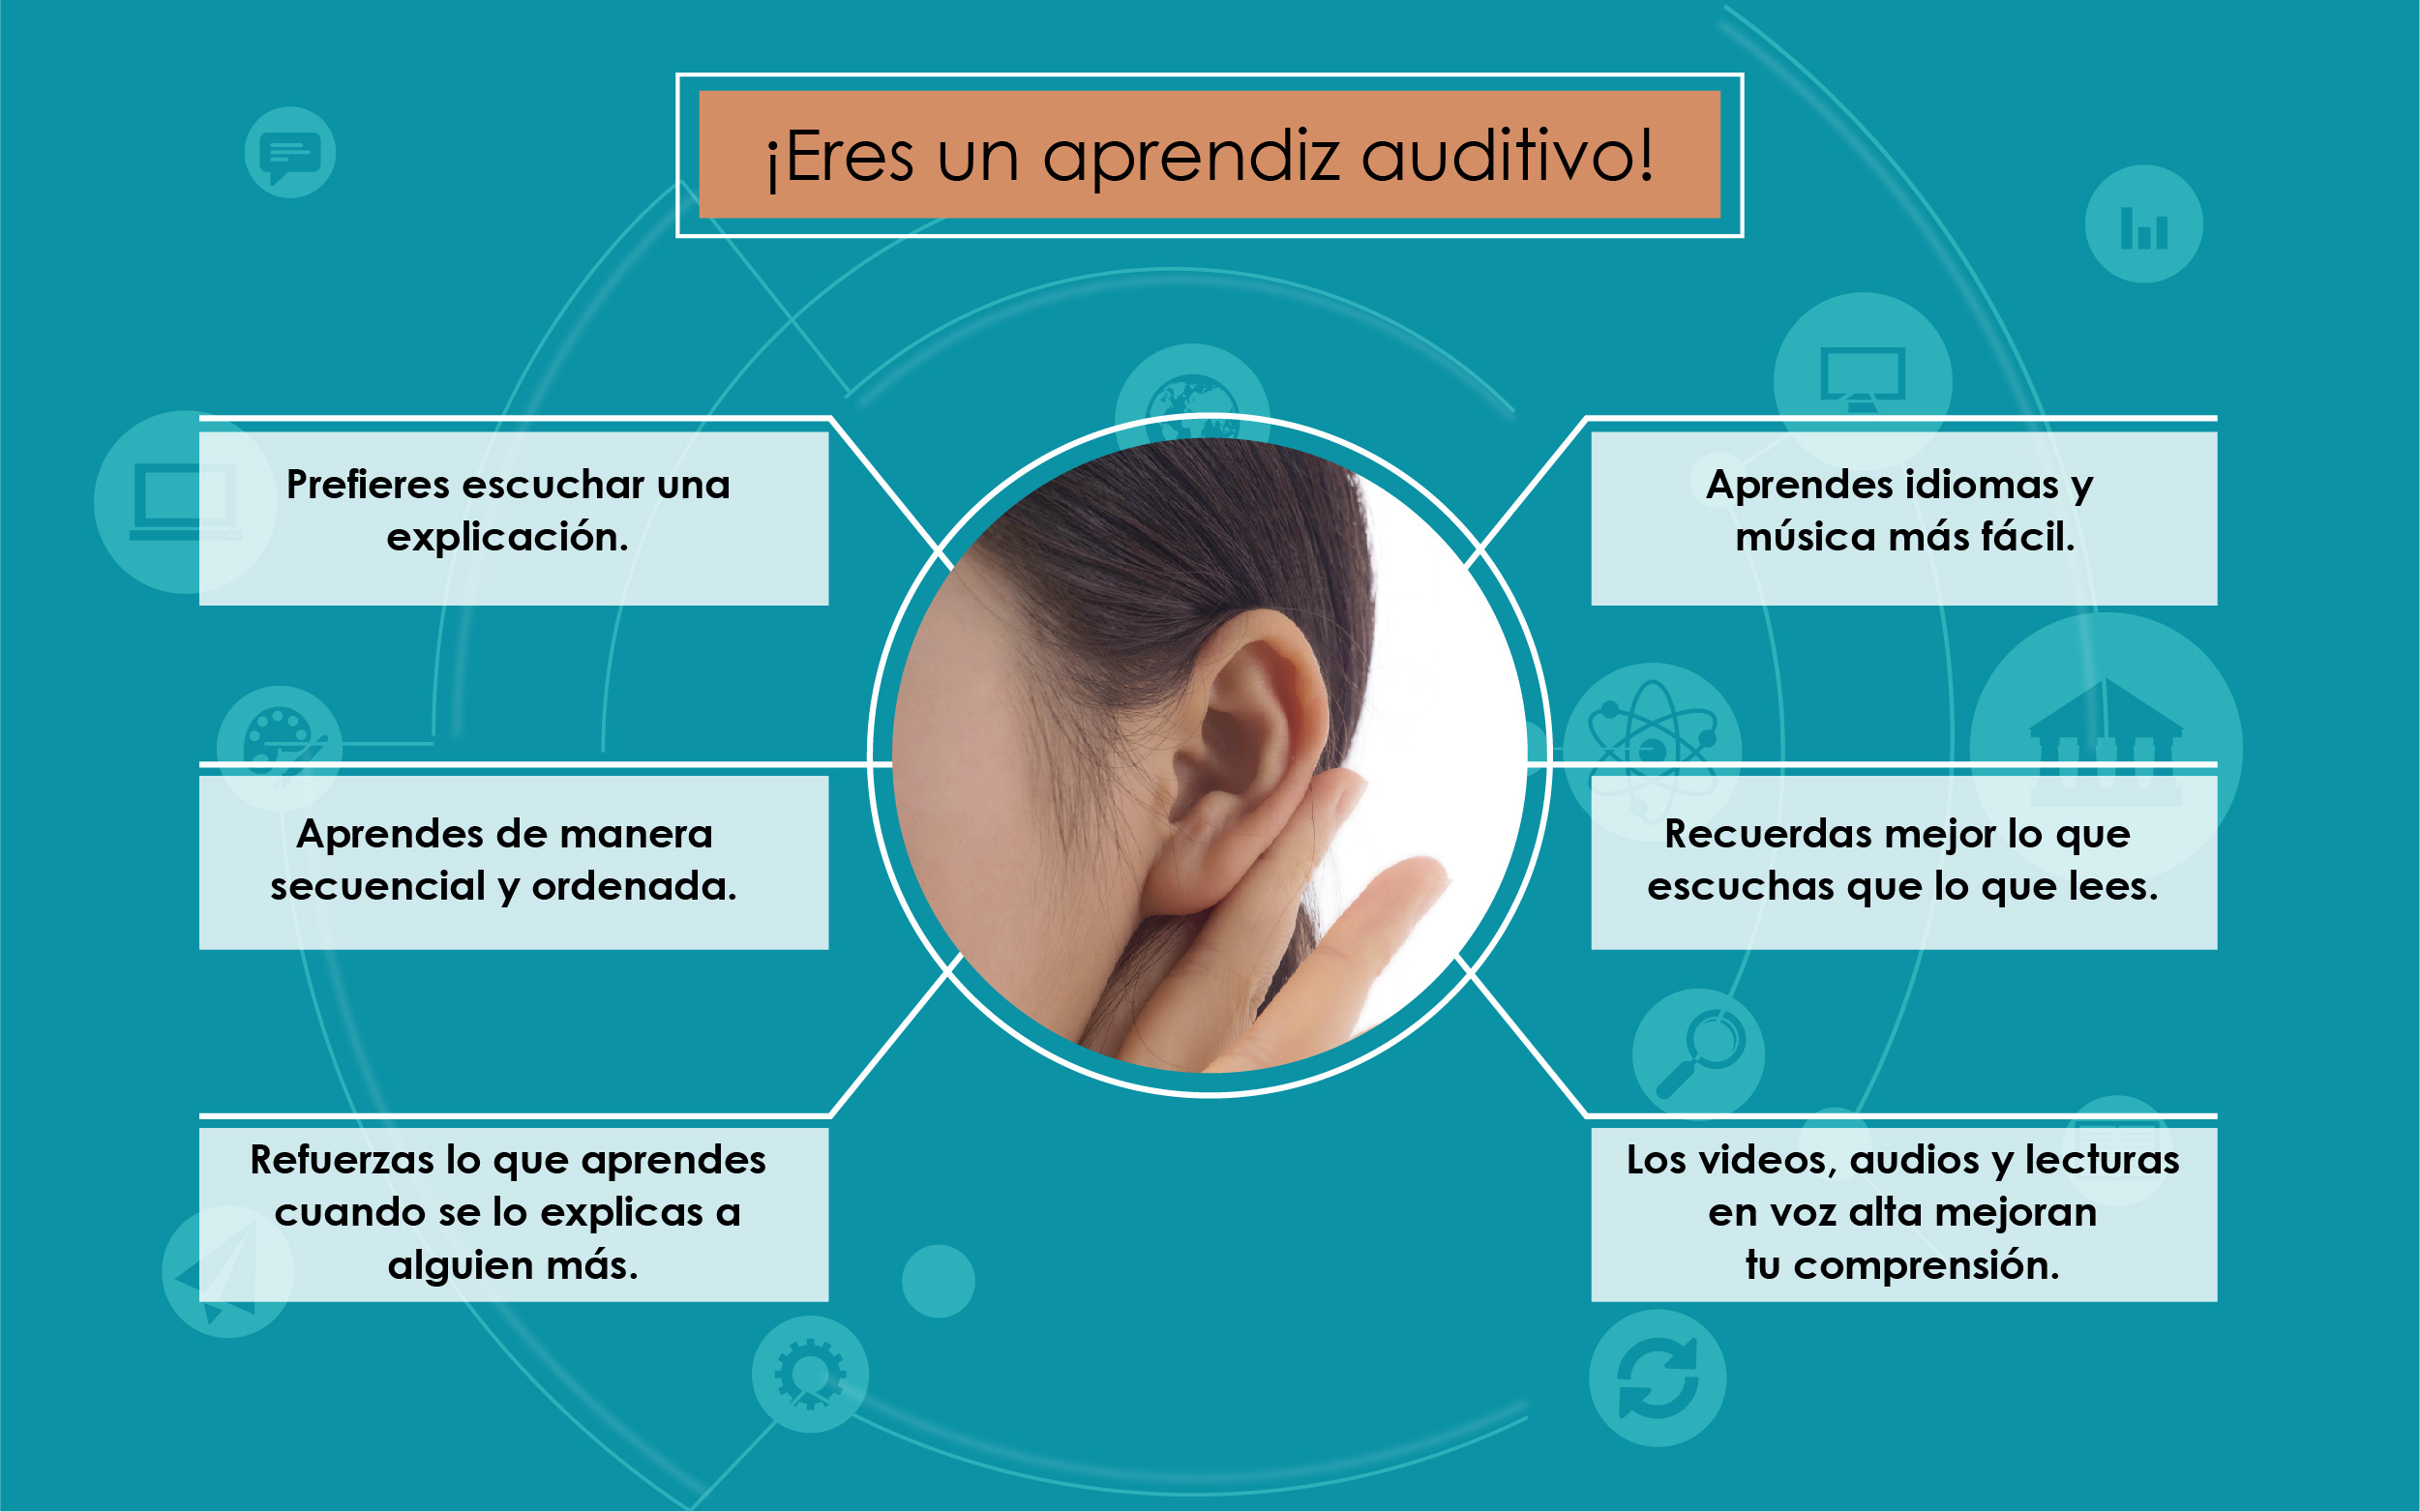 ¡Eres un aprendiz auditivo!
Prefieres escuchar una
explicación.
Aprendes de manera
secuencial y ordenada.
Refuerzas lo que aprendes
cuando se lo explicas a
alguien más.
Aprendes idiomas y
música más fácil.
Recuerdas mejor lo que
escuchas que lo que lees.
Los videos, audios y lecturas
en voz alta mejoran
tu comprensión.